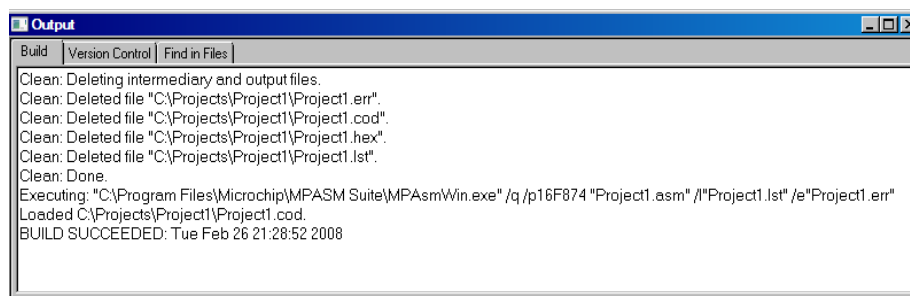 Output
Build Version Control Find in Files
Clean: Deleting intermediary and output files.
Clean: Deleted file "C:\Projects\Project1\Project1.err".
Clean: Deleted file "C:\Projects\Project1\Project1.cod".
Clean: Deleted file "C:\Projects\Project1\Project1.hex".
Clean: Deleted file "C:\Projects\Project1\Project1.lst".
Clean: Done.
Executing: "C:\Program Files\Microchip\MPASM Suite\MPAsmWin.exe" /q /p16F874 "Project1.asm" /l"Project1.lst" /e"Project1.err"
Loaded C:\Projects\Project1\Project1.cod.
BUILD SUCCEEDED: Tue Feb 26 21:28:52 2008